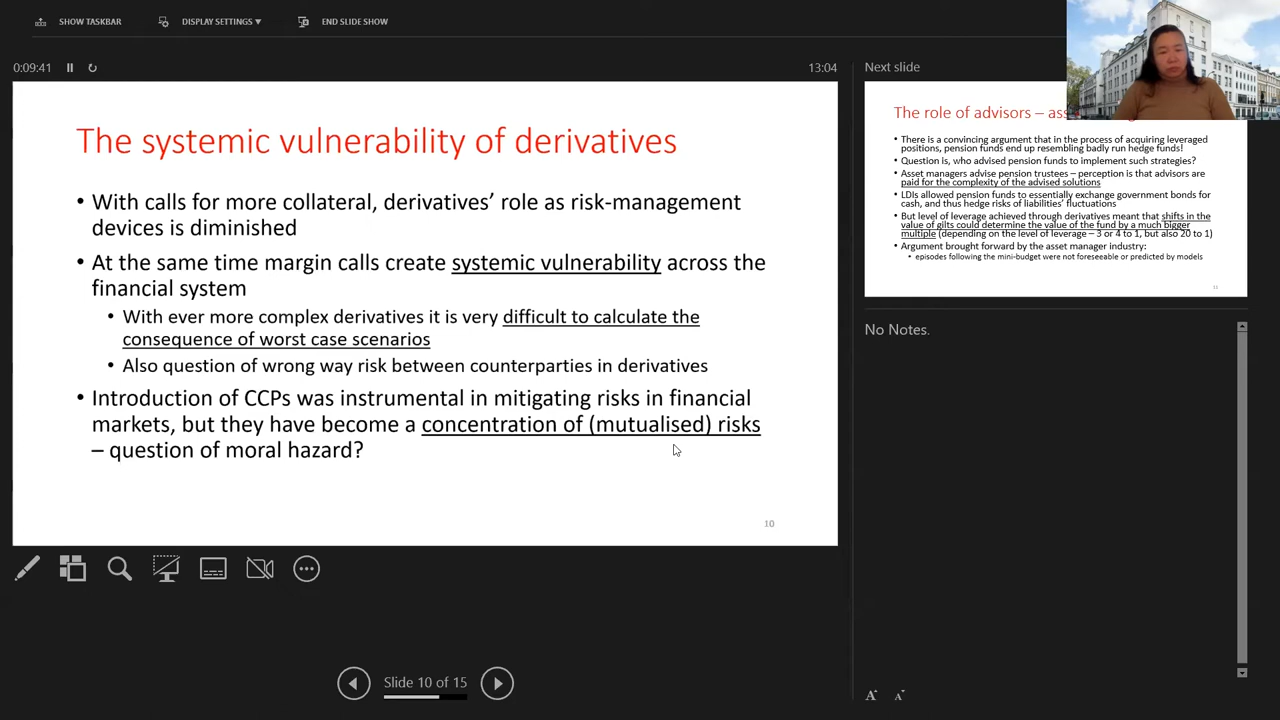 SHOW TASKBAR DISPLAY SETTINGS ▼ END SLIDE SHOW
0:09:41 13:04
The systemic vulnerability of derivatives
• With calls for more collateral, derivatives’ role as risk-management
devices is diminished
• At the same time margin calls create systemic vulnerability across the
financial system
• With ever more complex derivatives it is very difficult to calculate the
consequence of worst case scenarios
• Also question of wrong way risk between counterparties in derivatives
• Introduction of CCPs was instrumental in mitigating risks in financial
markets, but they have become a concentration of (mutualised) risks
– question of moral hazard?
10
Slide 10 of 15
Next slide
The role of advisors –
• There is a convincing argument that in the process of acquiring leveraged
positions, pension funds end up resembling badly run hedge funds!
• Question is, who advised pension funds to implement such strategies?
• Asset managers advise pension trustees – perception is that advisors are
paid for the complexity of the advised solutions
• LDIs allowed pension funds to essentially exchange government bonds for
cash, and thus hedge risks of liabilities’ fluctuations
• But level of leverage achieved through derivatives meant that shifts in the
value of gilts could determine the value of the fund by a much bigger
multiple (depending on the level of leverage – 3 or 4 to 1, but also 20 to 1)
• Argument brought forward by the asset manager industry:
• episodes following the mini-budget were not foreseeable or predicted by models
11
No Notes.
A A